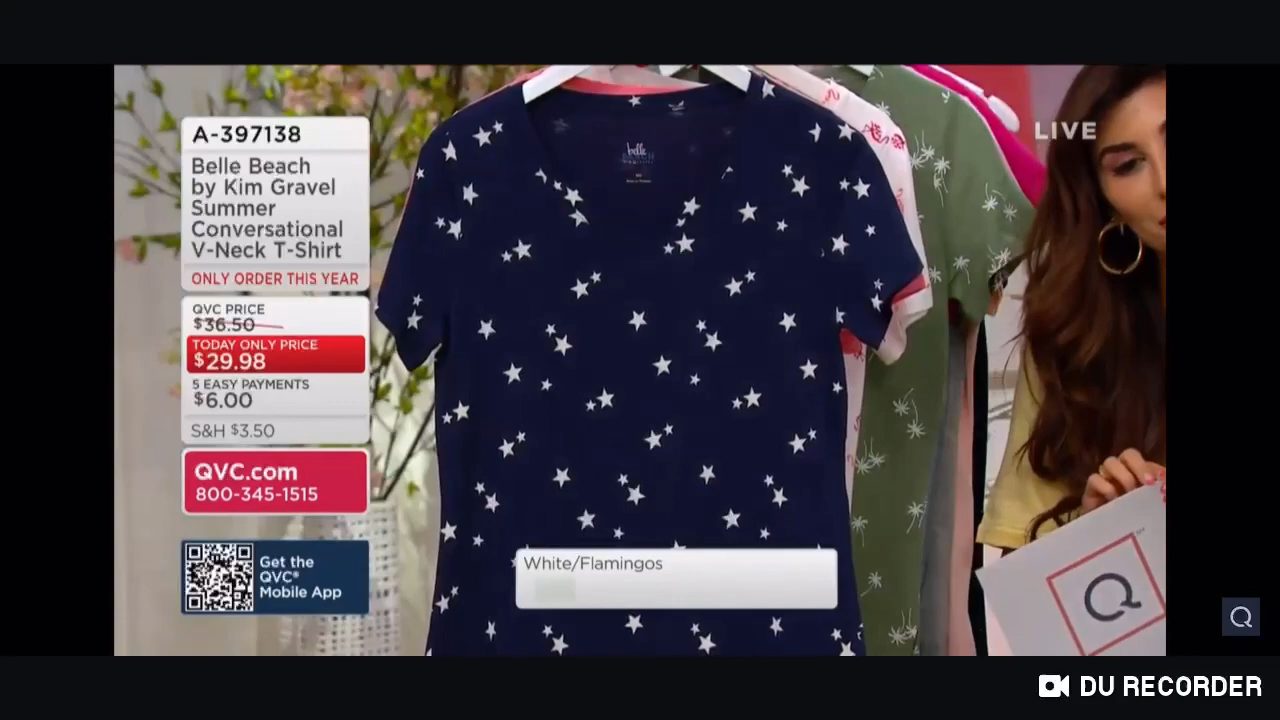 A-397138
Belle Beach
by Kim Gravel
Summer
Conversational
V-Neck T-Shirt
ONLY ORDER THIS YEAR
QVC PRICE
$36.50
TODAY ONLY PRICE
$29.98
5 EASY PAYMENTS
$6.00
S&H $3.50
QVC.com
800-345-1515
Get the
QVC®
Mobile App
belle
White/Flamingos
LIVE
Q
Q
DU RECORDER